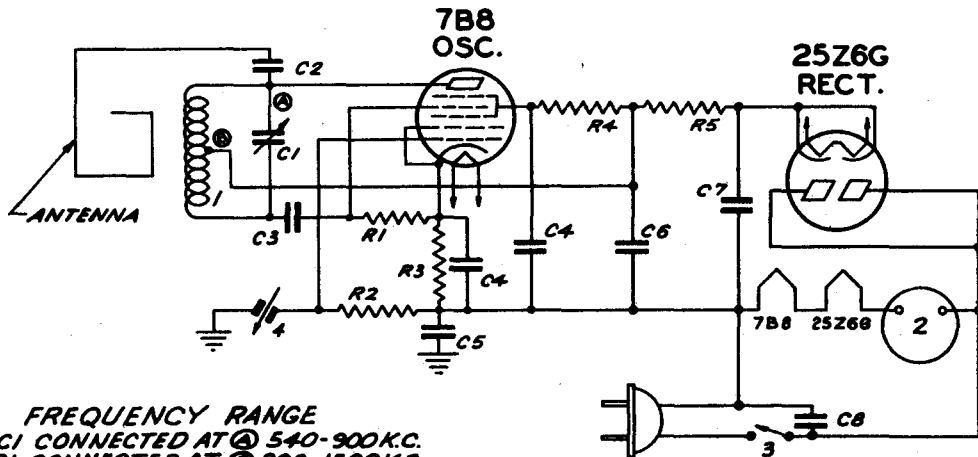 7B8
OSC.
25Z6G
RECT.
C2
A
B
C1
1
ANTENNA
C3
R1
R2
R3
C4
C5
4
R4
R5
C4
C6
C7
7B8
25Z6G
2
C8
3
FREQUENCY RANGE
C1 CONNECTED AT A 540-900K.C.